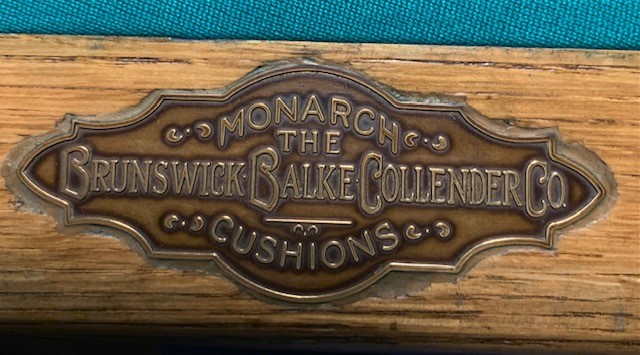 MONARCH
THE
BRUNSWICK·BALKE·COLLENDER CO.
CUSHIONS